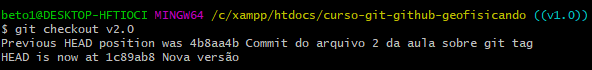 beto1@DESKTOP-HFTIOCI MINGW64 /c/xampp/htdocs/curso-git-github-geofisicando ((v1.0))
$ git checkout v2.0
Previous HEAD position was 4b8aa4b Commit do arquivo 2 da aula sobre git tag
HEAD is now at 1c89ab8 Nova versão